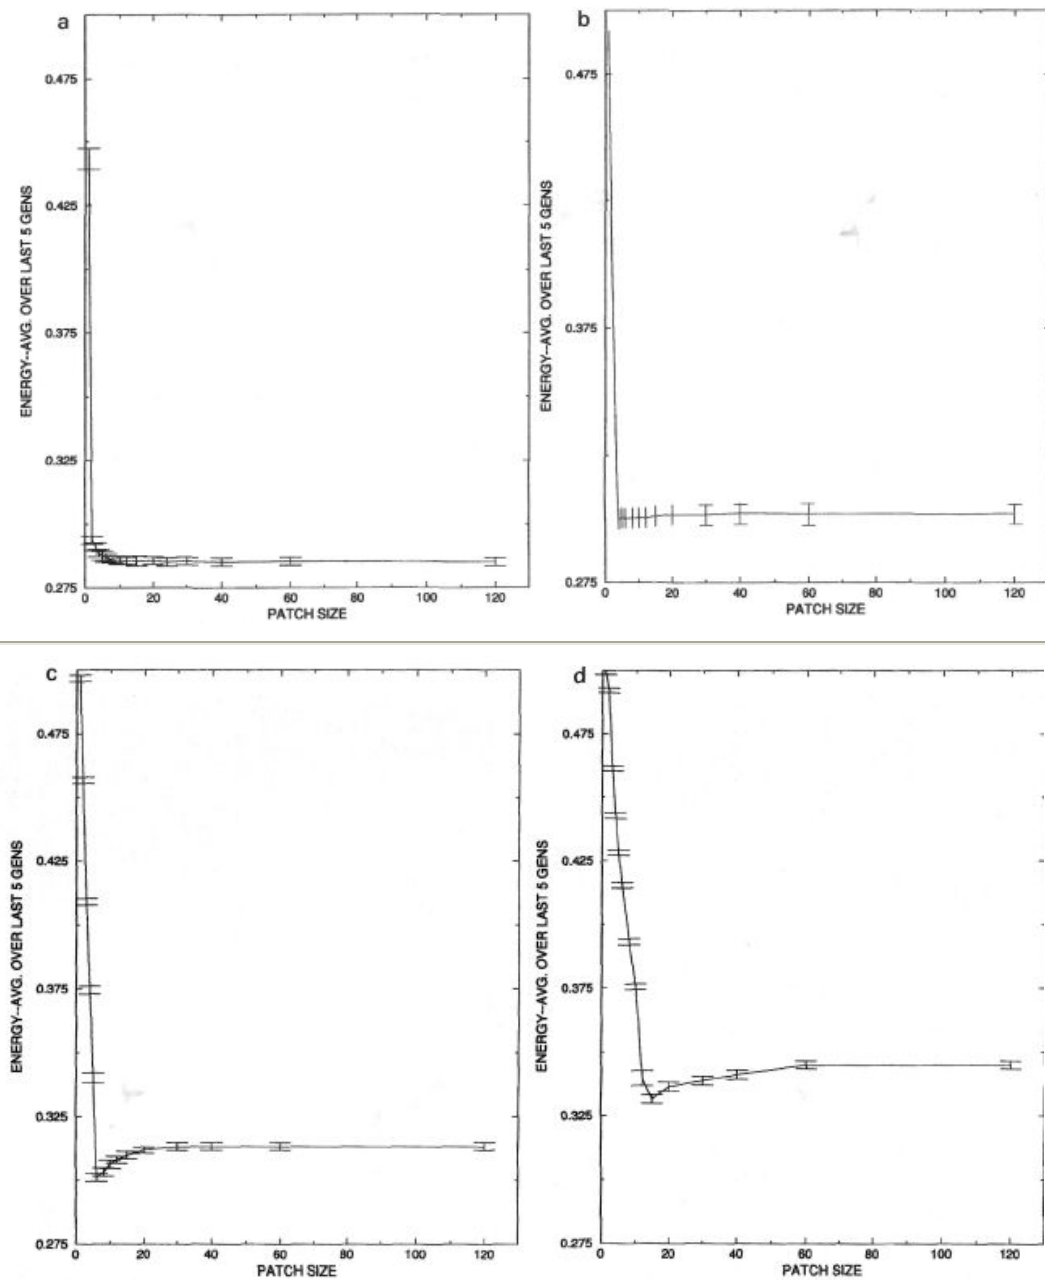 a
0.475
0.425
0.375
0.325
0.275
0 20 40 60 80 100 120
PATCH SIZE
ENERGY--AVG. OVER LAST 5 GENS
b
0.475
0.375
0.275
0 20 40 60 80 100 120
PATCH SIZE
ENERGY--AVG. OVER LAST 5 GENS
c
0.475
0.425
0.375
0.325
0.275
0 20 40 60 80 100 120
PATCH SIZE
ENERGY--AVG. OVER LAST 5 GENS
d
0.475
0.425
0.375
0.325
0.275
0 20 40 60 80 100 120
PATCH SIZE
ENERGY--AVG. OVER LAST 5 GENS